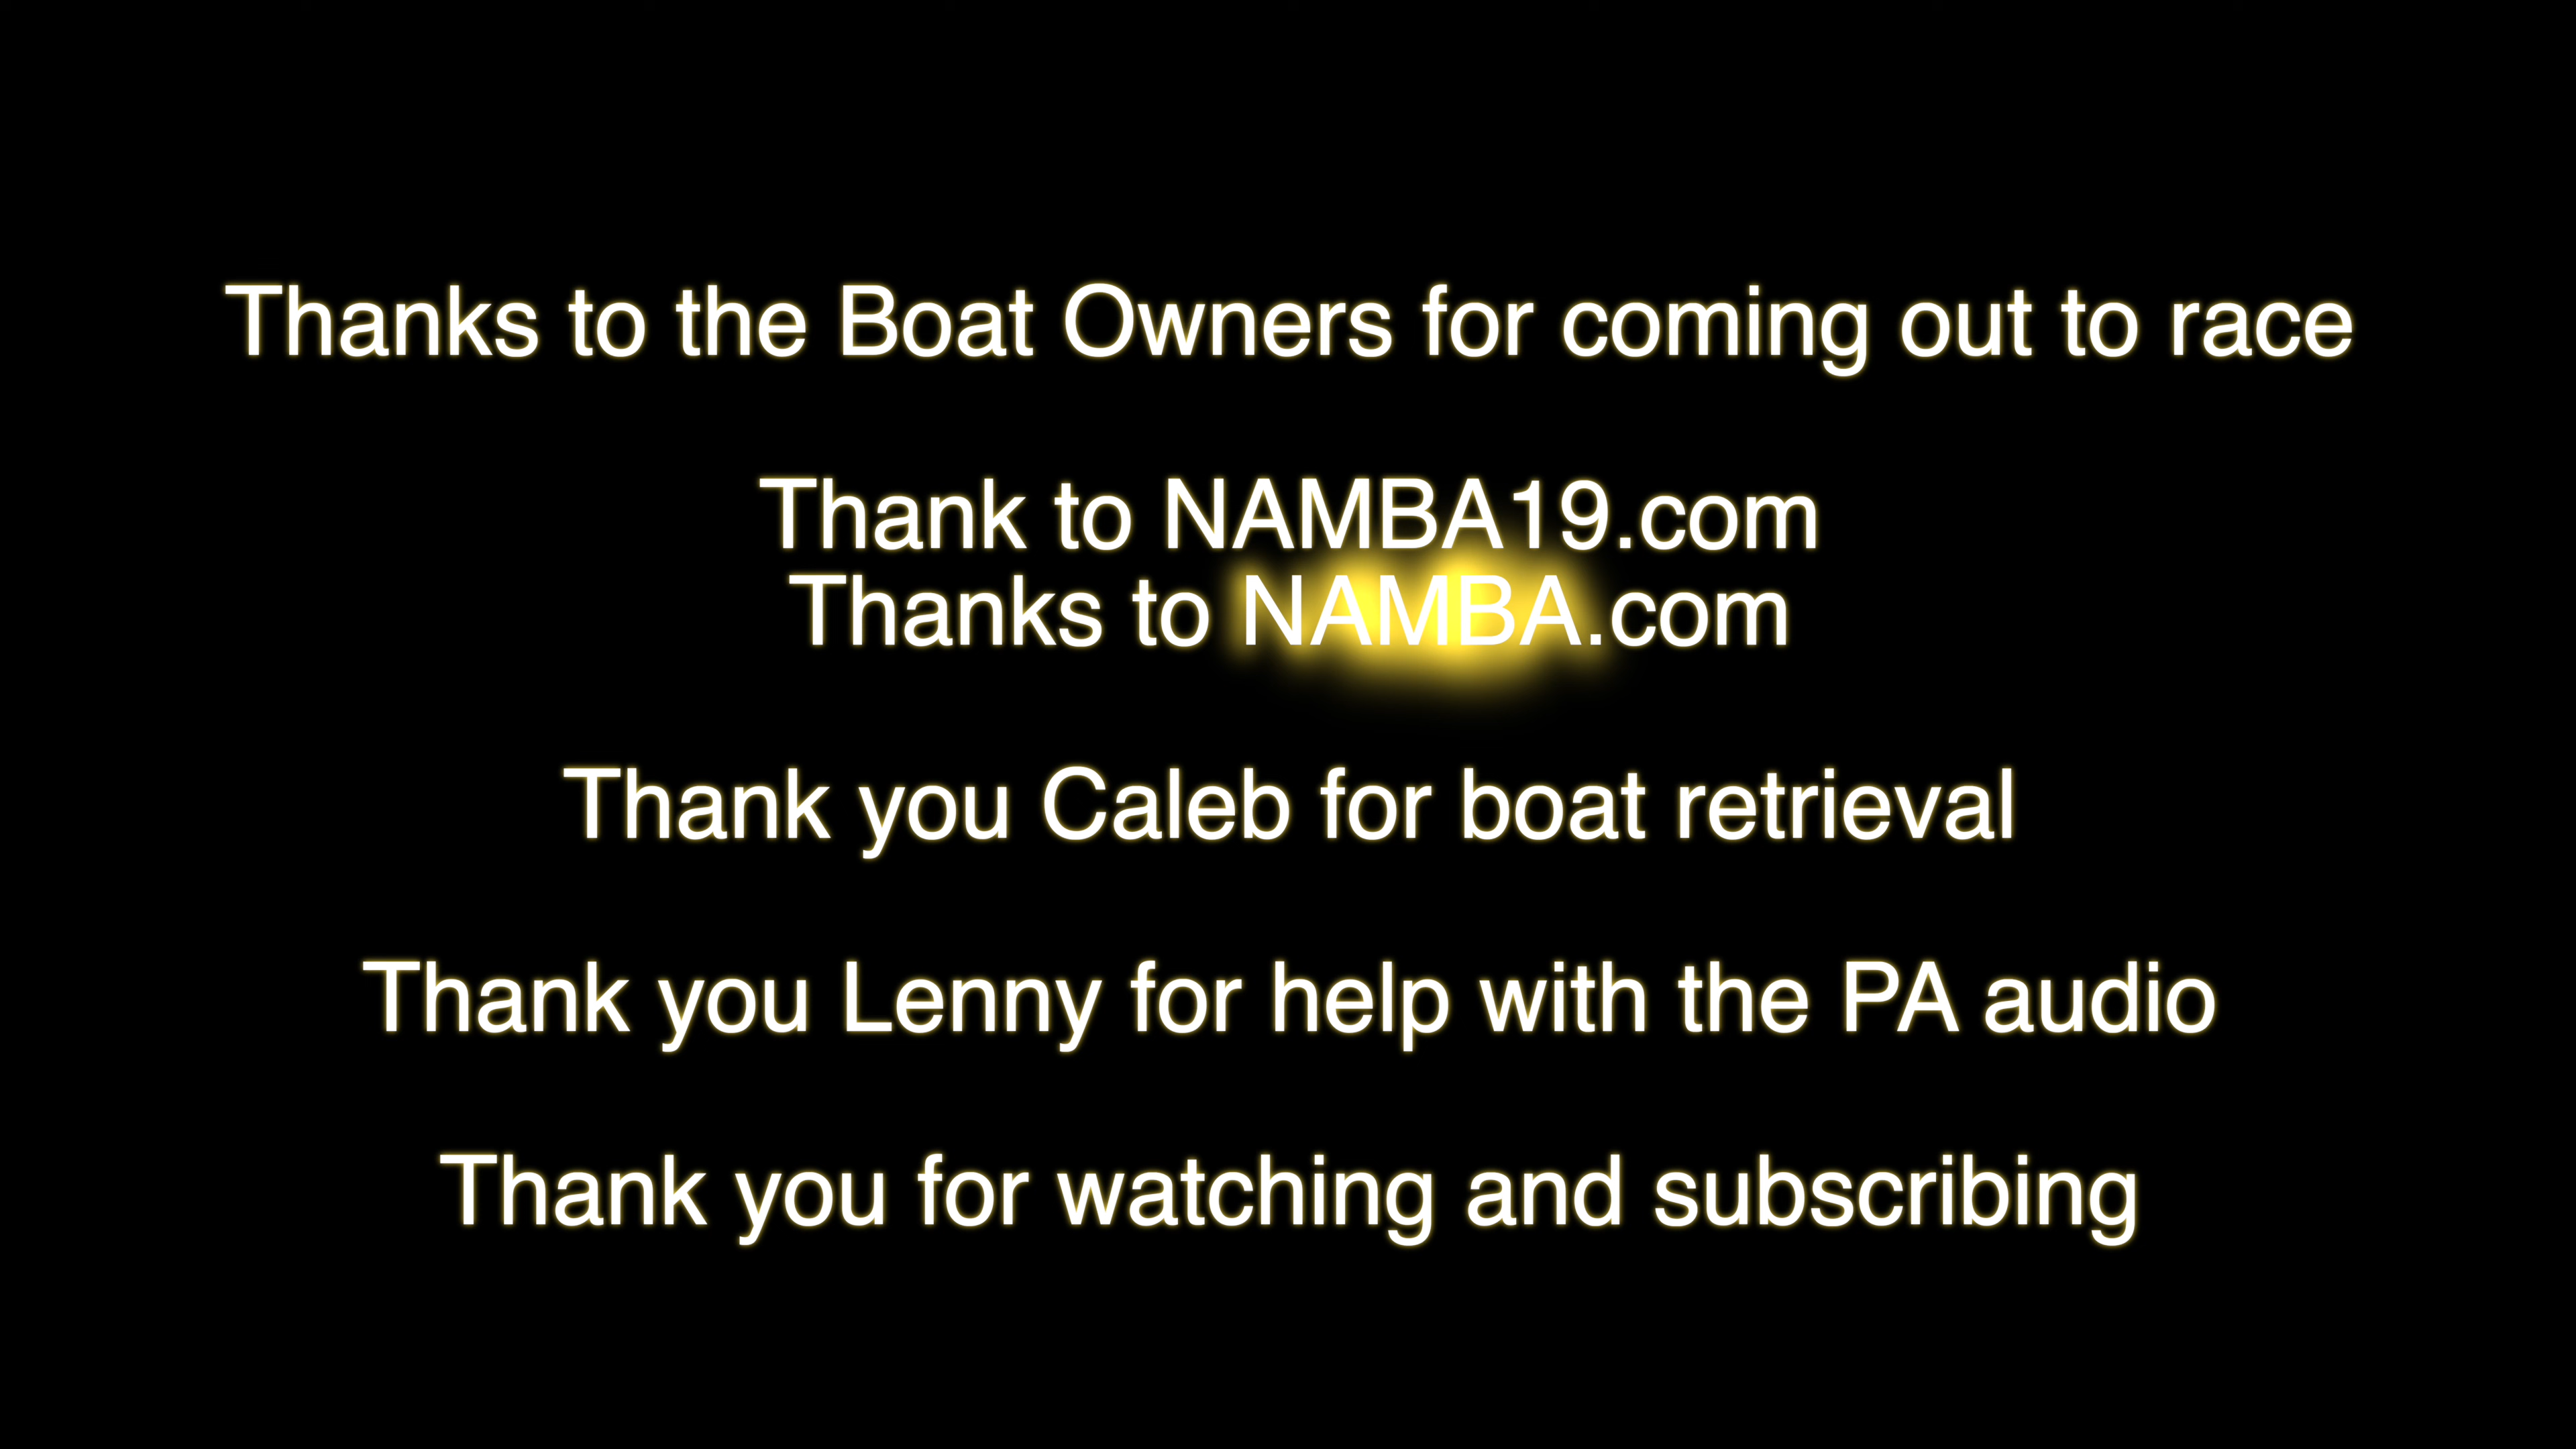 Thanks to the Boat Owners for coming out to race
Thank to NAMBA19.com
Thanks to NAMBA.com
Thank you Caleb for boat retrieval
Thank you Lenny for help with the PA audio
Thank you for watching and subscribing